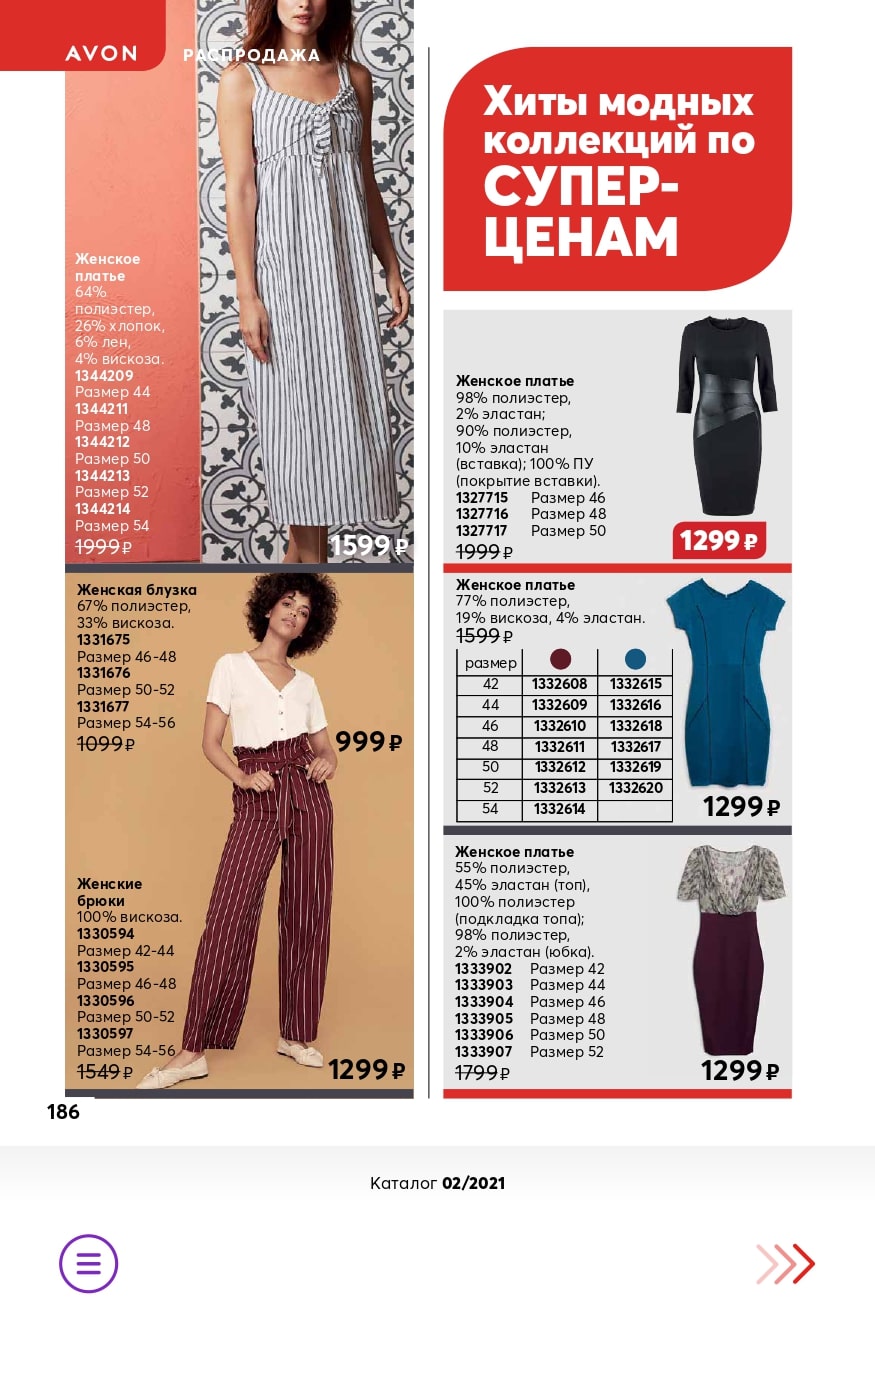 AVON
РАСПРОДАЖА
Женское
платье
64%
полиэстер,
26% хлопок,
6% лен,
4% вискоза.
1344209
Размер 44
1344211
Размер 48
1344212
Размер 50
1344213
Размер 52
1344214
Размер 54
1999 ₽
1599 ₽
Женская блузка
67% полиэстер,
33% вискоза.
1331675
Размер 46-48
1331676
Размер 50-52
1331677
Размер 54-56
1099 ₽
999 ₽
Женские
брюки
100% вискоза.
1330594
Размер 42-44
1330595
Размер 46-48
1330596
Размер 50-52
1330597
Размер 54-56
1549 ₽
1299 ₽
Хиты модных
коллекций по
СУПЕР-
ЦЕНАМ
Женское платье
98% полиэстер,
2% эластан;
90% полиэстер,
10% эластан
(вставка); 100% ПУ
(покрытие вставки).
1327715 Размер 46
1327716 Размер 48
1327717 Размер 50
1999 ₽
1299 ₽
Женское платье
77% полиэстер,
19% вискоза, 4% эластан.
1599 ₽
размер
42 1332608 1332615
44 1332609 1332616
46 1332610 1332618
48 1332611 1332617
50 1332612 1332619
52 1332613 1332620
54 1332614
1299 ₽
Женское платье
55% полиэстер,
45% эластан (топ),
100% полиэстер
(подкладка топа);
98% полиэстер,
2% эластан (юбка).
1333902 Размер 42
1333903 Размер 44
1333904 Размер 46
1333905 Размер 48
1333906 Размер 50
1333907 Размер 52
1799 ₽
1299 ₽
186
Каталог 02/2021